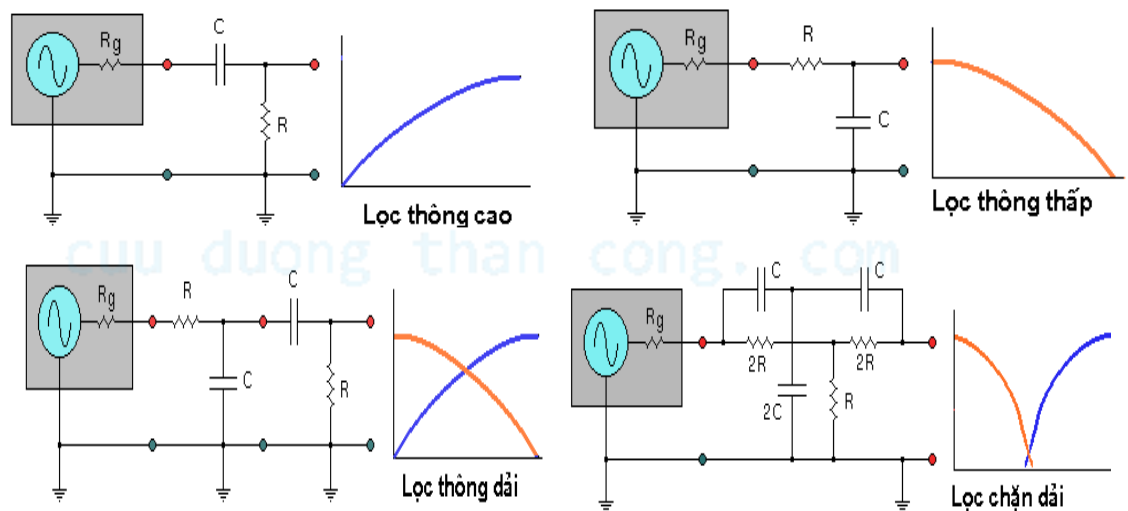 C
Rg
R
Lọc thông cao
Rg
R
C
Lọc thông thấp
cuu duong than cong. com
Rg
R
C
C
R
Lọc thông dải
Rg
C
C
2R
2R
2C
R
Lọc chặn dải